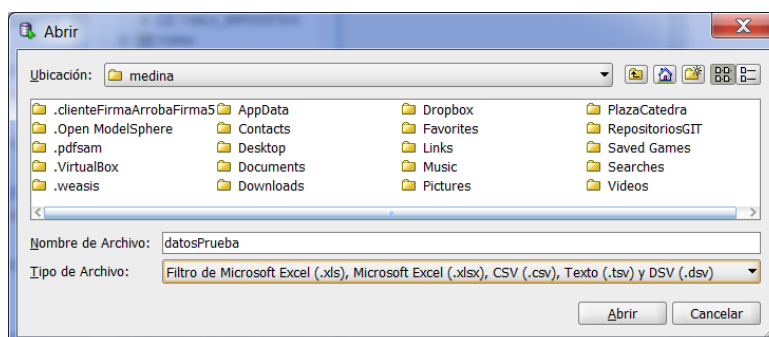 Abrir
Ubicación: medina
.clienteFirmaArrobaFirma5 AppData Dropbox PlazaCatedra
.Open ModelSphere Contacts Favorites RepositoriosGIT
.pdfsam Desktop Links Saved Games
.VirtualBox Documents Music Searches
.weasis Downloads Pictures Videos
Nombre de Archivo: datosPrueba
Tipo de Archivo: Filtro de Microsoft Excel (.xls), Microsoft Excel (.xlsx), CSV (.csv), Texto (.tsv) y DSV (.dsv)
Abrir Cancelar